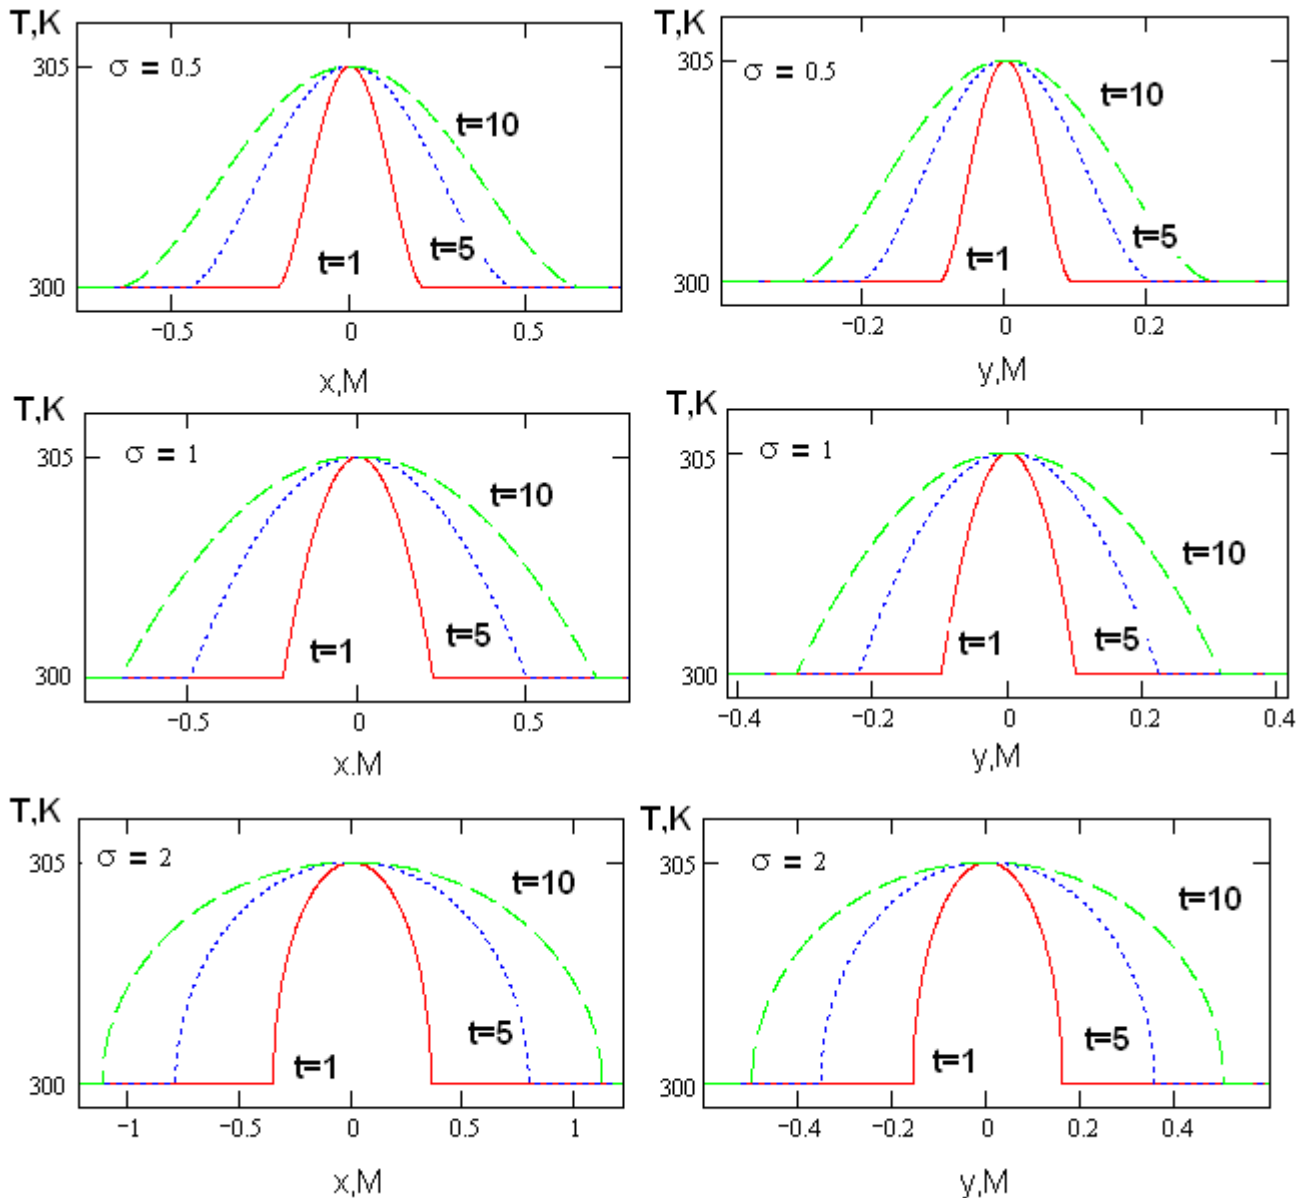 T,K
305
σ = 0.5
t=10
t=1
t=5
300
−0.5 0 0.5
x,M
T,K
305
σ = 0.5
t=10
t=5
t=1
300
−0.2 0 0.2
y,M
T,K
305
σ = 1
t=10
t=1
t=5
300
−0.5 0 0.5
x.M
T,K
305
σ = 1
t=10
t=1
t=5
300
−0.4 −0.2 0 0.2 0.4
y,M
T,K
305
σ = 2
t=10
t=5
t=1
300
−1 −0.5 0 0.5 1
x,M
T,K
305
σ = 2
t=10
t=5
t=1
300
−0.4 −0.2 0 0.2 0.4
y,M